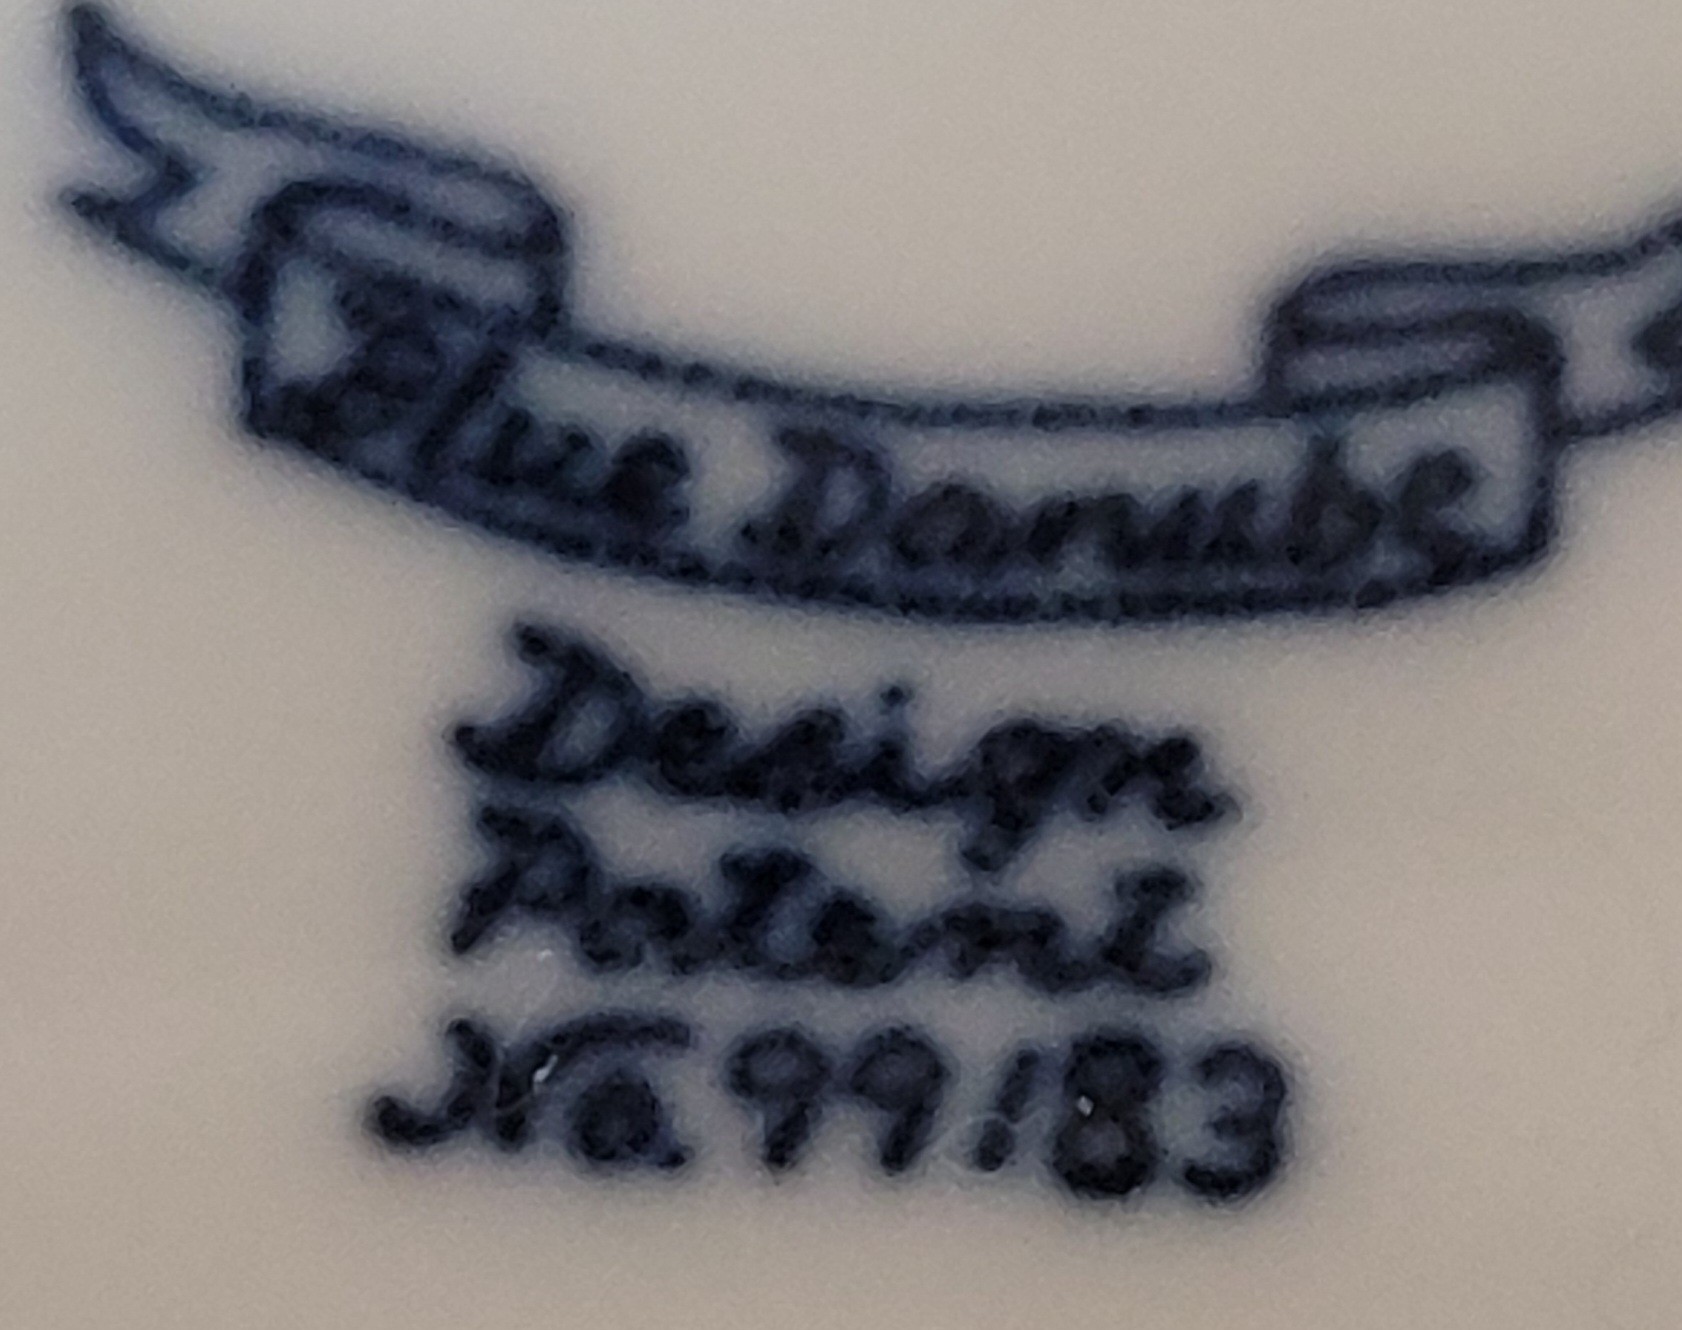 Blue Danube
Design
Patent
No 99183